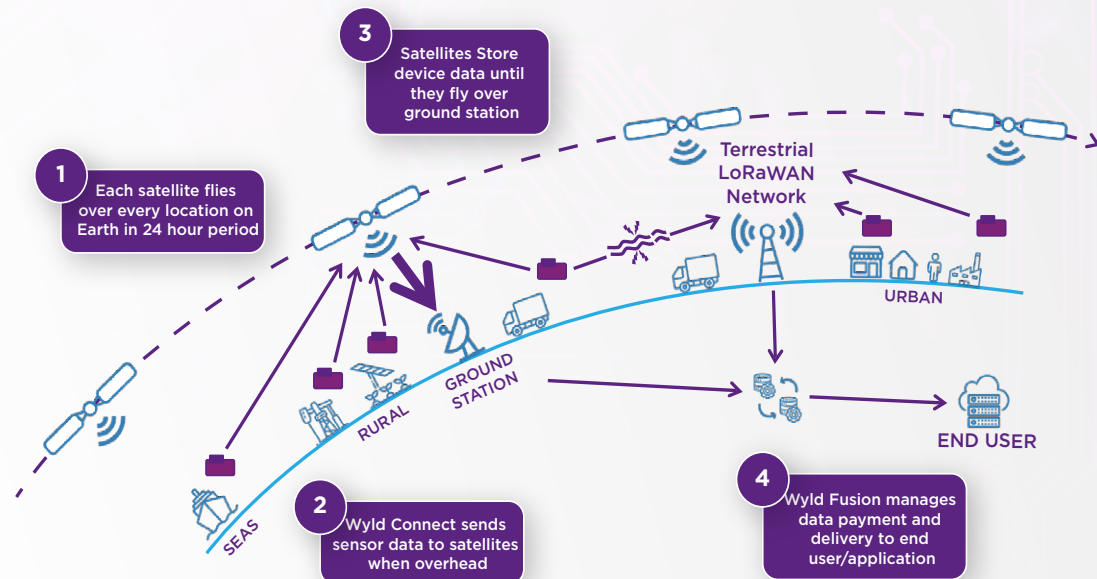 3
Satellites Store
device data until
they fly over
ground station
1
Each satellite flies
over every location on
Earth in 24 hour period
Terrestrial
LoRaWAN
Network
URBAN
GROUND
STATION
RURAL
SEAS
END USER
2
Wyld Connect sends
sensor data to satellites
when overhead
4
Wyld Fusion manages
data payment and
delivery to end
user/application